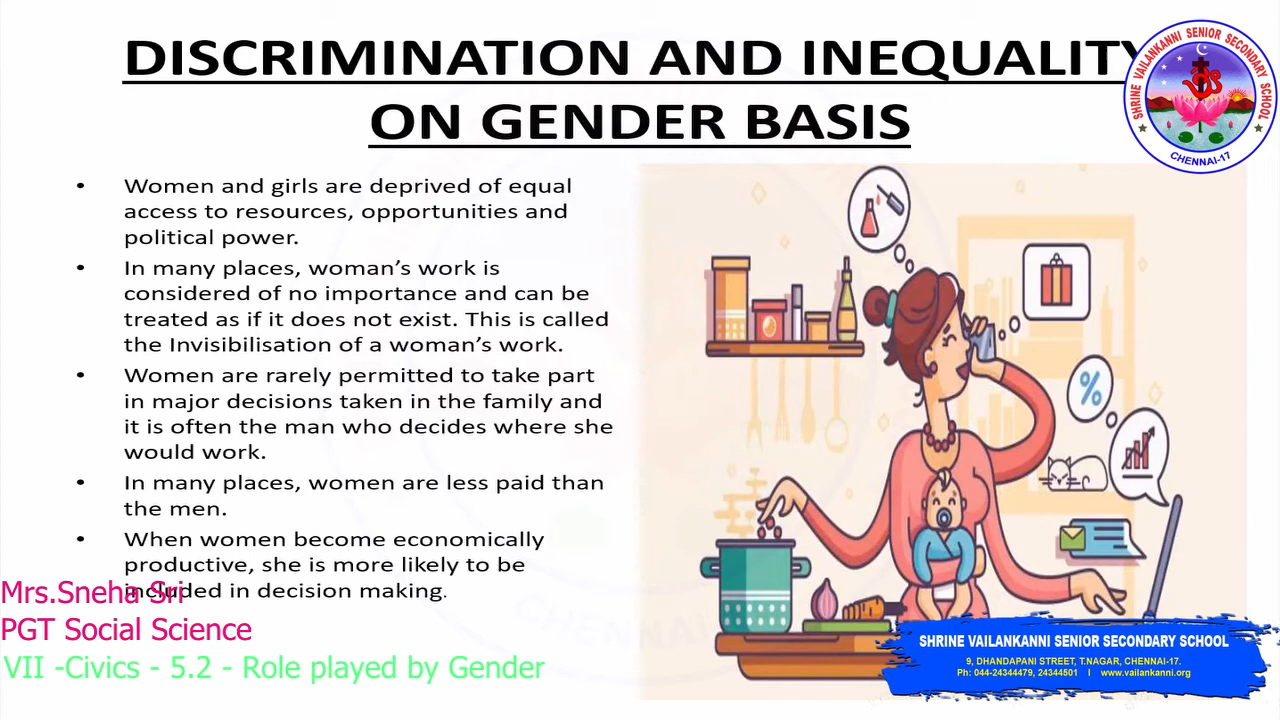 DISCRIMINATION AND INEQUALITY
ON GENDER BASIS
SHRINE VAILANKANNI SENIOR SECONDARY SCHOOL
CHENNAI-17
• Women and girls are deprived of equal
access to resources, opportunities and
political power.
• In many places, woman’s work is
considered of no importance and can be
treated as if it does not exist. This is called
the Invisibilisation of a woman’s work.
• Women are rarely permitted to take part
in major decisions taken in the family and
it is often the man who decides where she
would work.
• In many places, women are less paid than
the men.
• When women become economically
productive, she is more likely to be
included in decision making.
%
CHENNAI
Mrs.Sneha Sri
PGT Social Science
VII -Civics - 5.2 - Role played by Gender
SHRINE VAILANKANNI SENIOR SECONDARY SCHOOL
9, DHANDAPANI STREET, T.NAGAR, CHENNAI-17.
Ph: 044-24344479, 24344501 I www.vailankanni.org